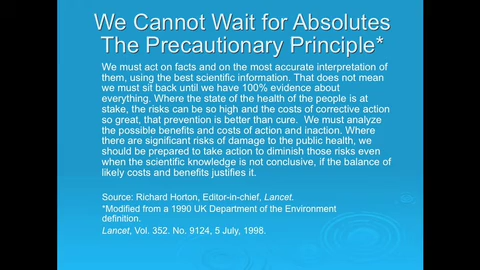 We Cannot Wait for Absolutes
The Precautionary Principle*
We must act on facts and on the most accurate interpretation of
them, using the best scientific information. That does not mean
we must sit back until we have 100% evidence about
everything. Where the state of the health of the people is at
stake, the risks can be so high and the costs of corrective action
so great, that prevention is better than cure.  We must analyze
the possible benefits and costs of action and inaction. Where
there are significant risks of damage to the public health, we
should be prepared to take action to diminish those risks even
when the scientific knowledge is not conclusive, if the balance of
likely costs and benefits justifies it.
Source: Richard Horton, Editor-in-chief, Lancet.
*Modified from a 1990 UK Department of the Environment
definition.
Lancet, Vol. 352. No. 9124, 5 July, 1998.